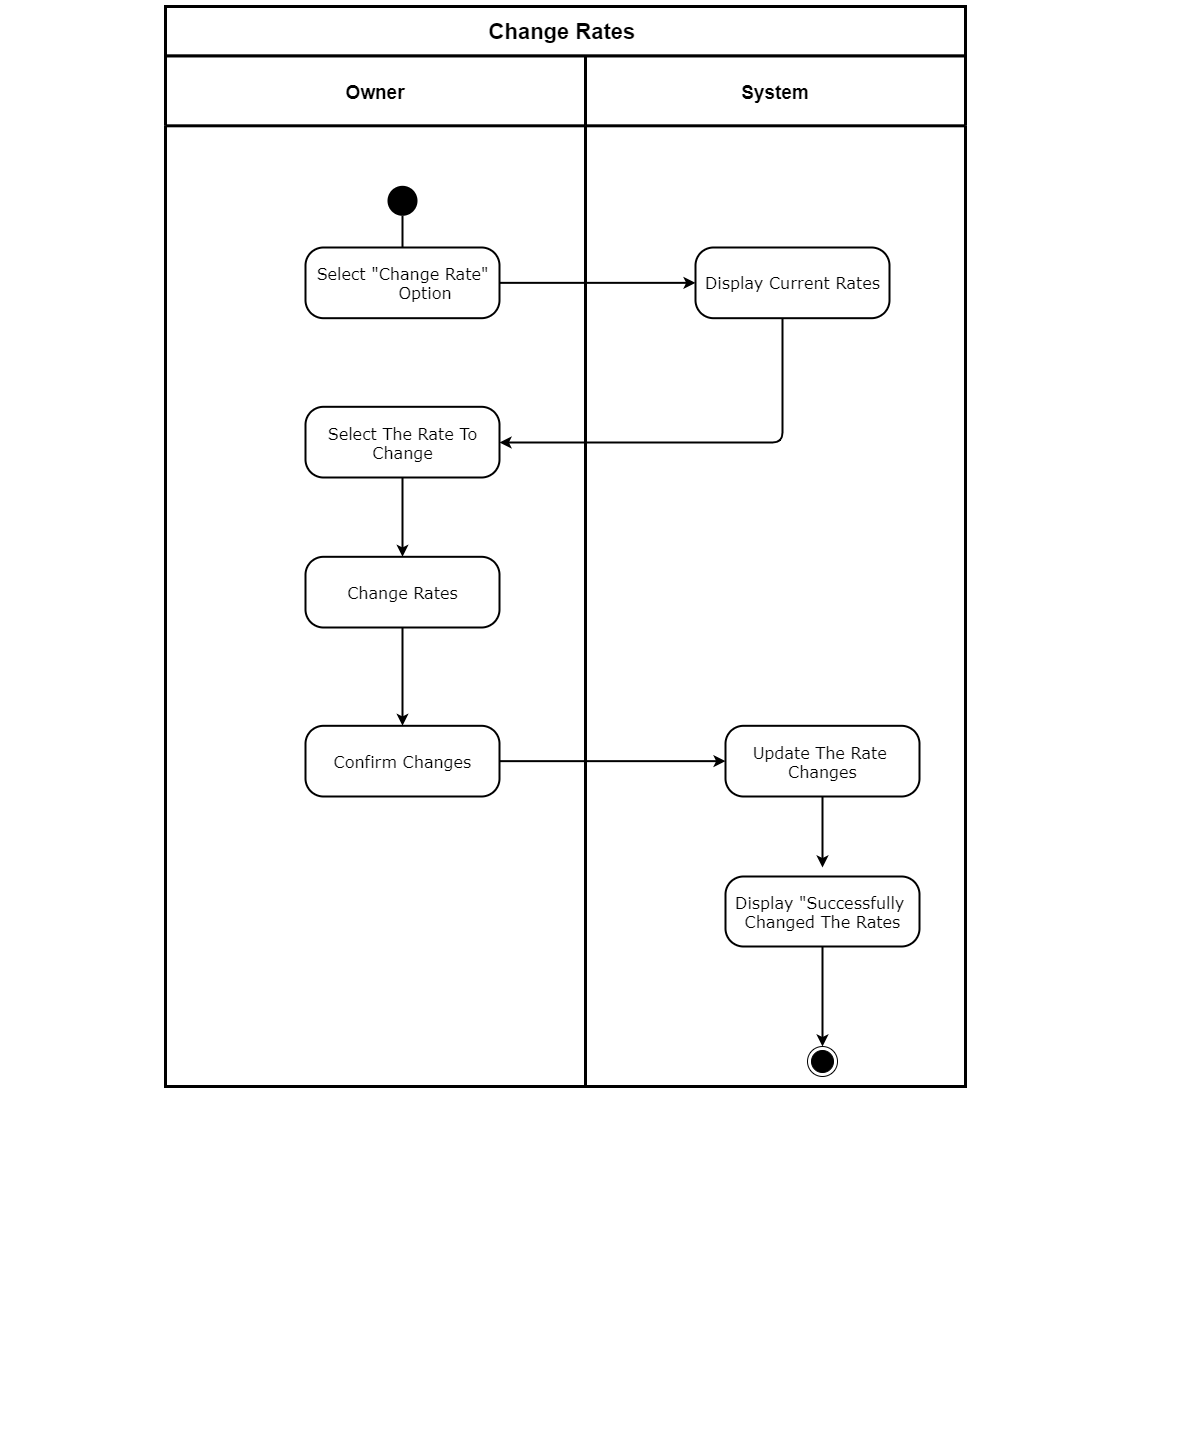 Change Rates
Owner
System
Select "Change Rate"
Option
Display Current Rates
Select The Rate To
Change
Change Rates
Confirm Changes
Update The Rate
Changes
Display "Successfully
Changed The Rates